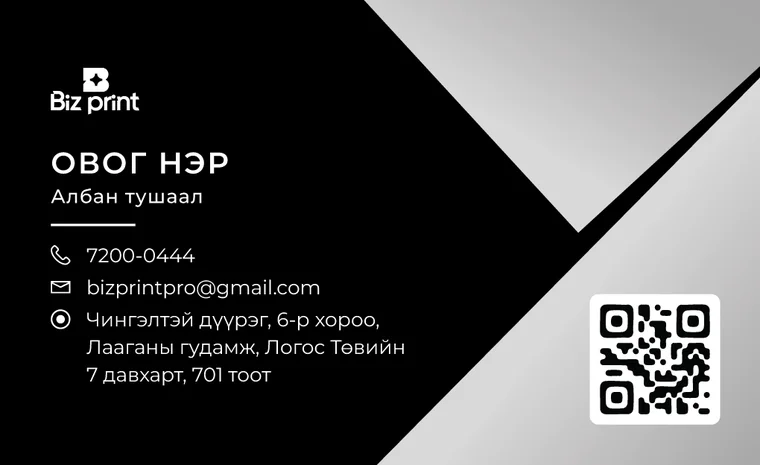 Biz print
ОВОГ НЭР
Албан тушаал
7200-0444
bizprintpro@gmail.com
Чингэлтэй дүүрэг, 6-р хороо,
Лааганы гудамж, Логос Төвийн
7 давхарт, 701 тоот